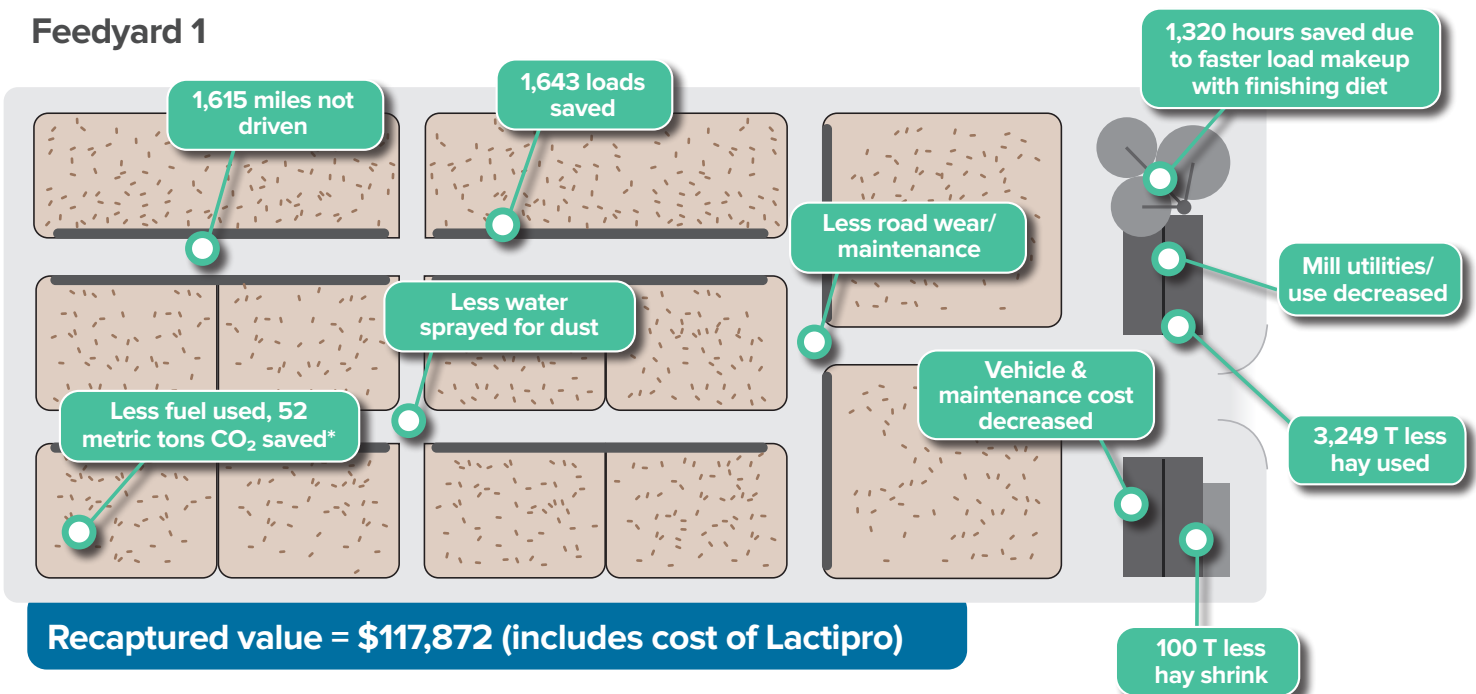 Feedyard 1
1,615 miles not
driven
1,643 loads
saved
1,320 hours saved due
to faster load makeup
with finishing diet
Less road wear/
maintenance
Mill utilities/
use decreased
Less water
sprayed for dust
Vehicle &
maintenance cost
decreased
Less fuel used, 52
metric tons CO₂ saved*
3,249 T less
hay used
Recaptured value = $117,872 (includes cost of Lactipro)
100 T less
hay shrink